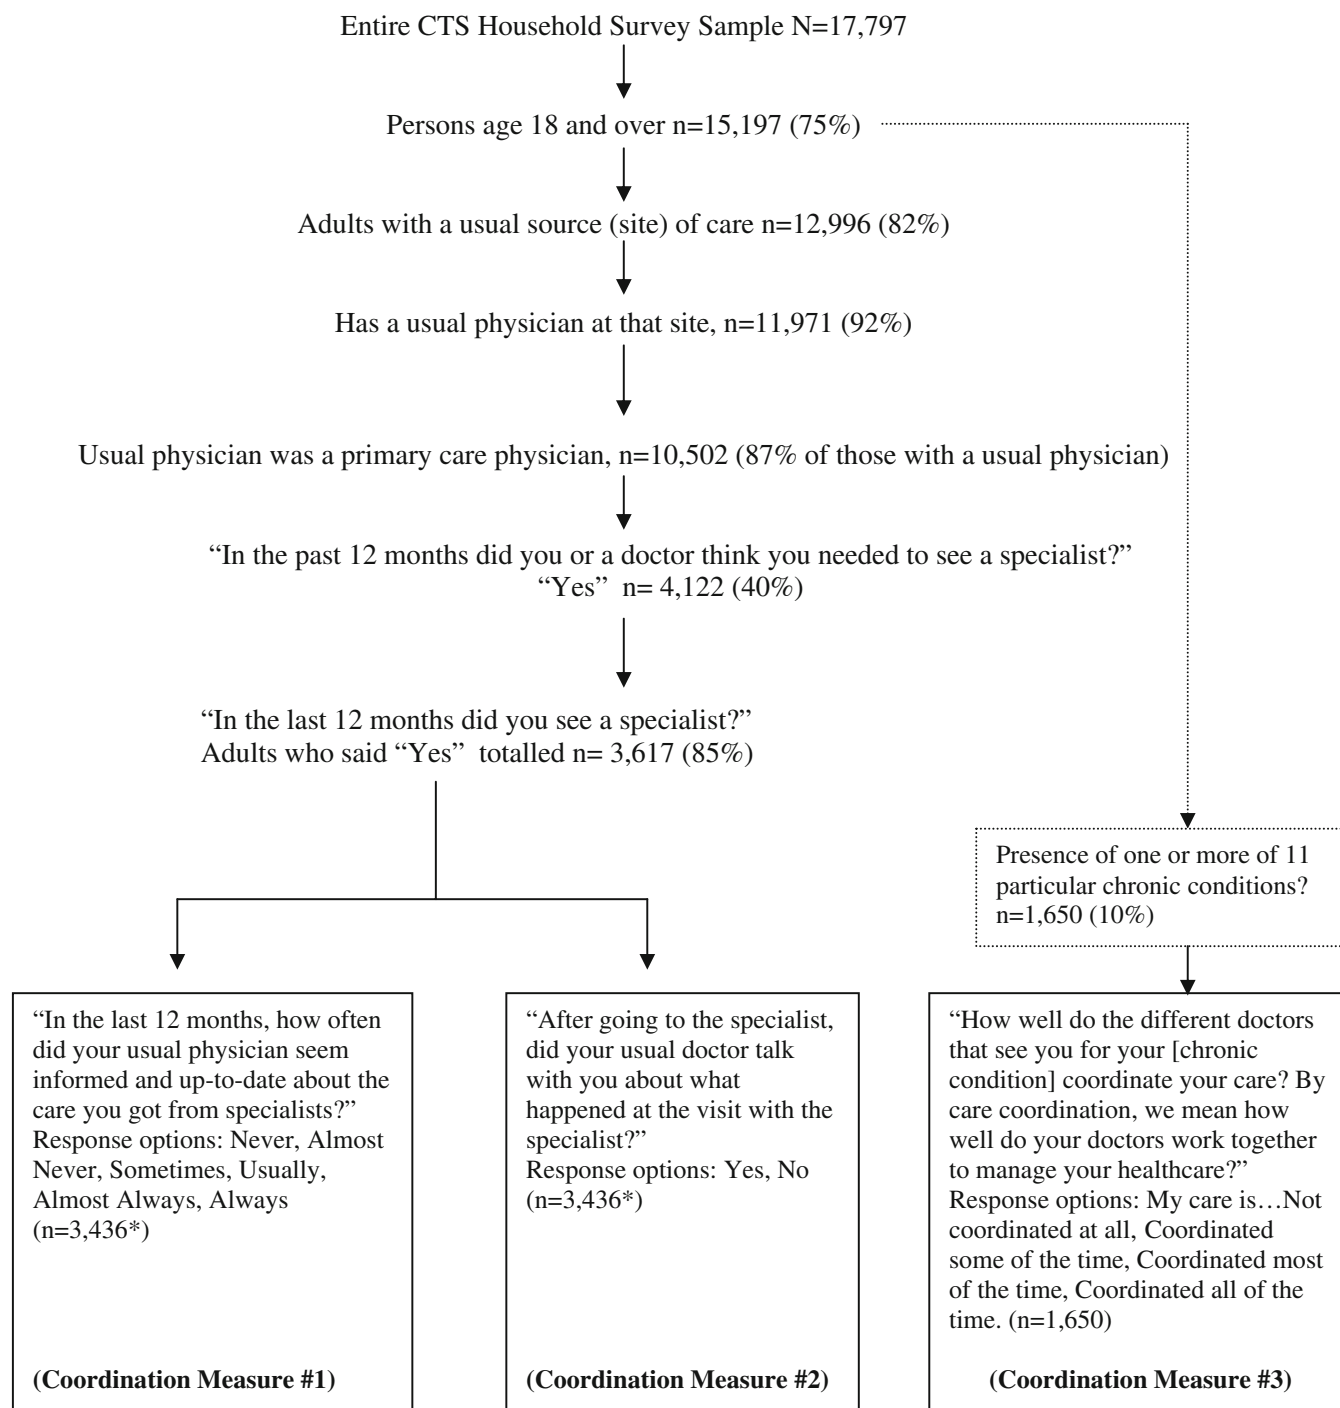 Entire CTS Household Survey Sample N=17,797
Persons age 18 and over n=15,197 (75%)
Adults with a usual source (site) of care n=12,996 (82%)
Has a usual physician at that site, n=11,971 (92%)
Usual physician was a primary care physician, n=10,502 (87% of those with a usual physician)
“In the past 12 months did you or a doctor think you needed to see a specialist?”
“Yes” n= 4,122 (40%)
“In the last 12 months did you see a specialist?”
Adults who said “Yes” totalled n= 3,617 (85%)
Presence of one or more of 11
particular chronic conditions?
n=1,650 (10%)
“In the last 12 months, how often
did your usual physician seem
informed and up-to-date about the
care you got from specialists?”
Response options: Never, Almost
Never, Sometimes, Usually,
Almost Always, Always
(n=3,436*)
(Coordination Measure #1)
“After going to the specialist,
did your usual doctor talk
with you about what
happened at the visit with the
specialist?”
Response options: Yes, No
(n=3,436*)
(Coordination Measure #2)
“How well do the different doctors
that see you for your [chronic
condition] coordinate your care? By
care coordination, we mean how
well do your doctors work together
to manage your healthcare?”
Response options: My care is…Not
coordinated at all, Coordinated
some of the time, Coordinated most
of the time, Coordinated all of the
time. (n=1,650)
(Coordination Measure #3)